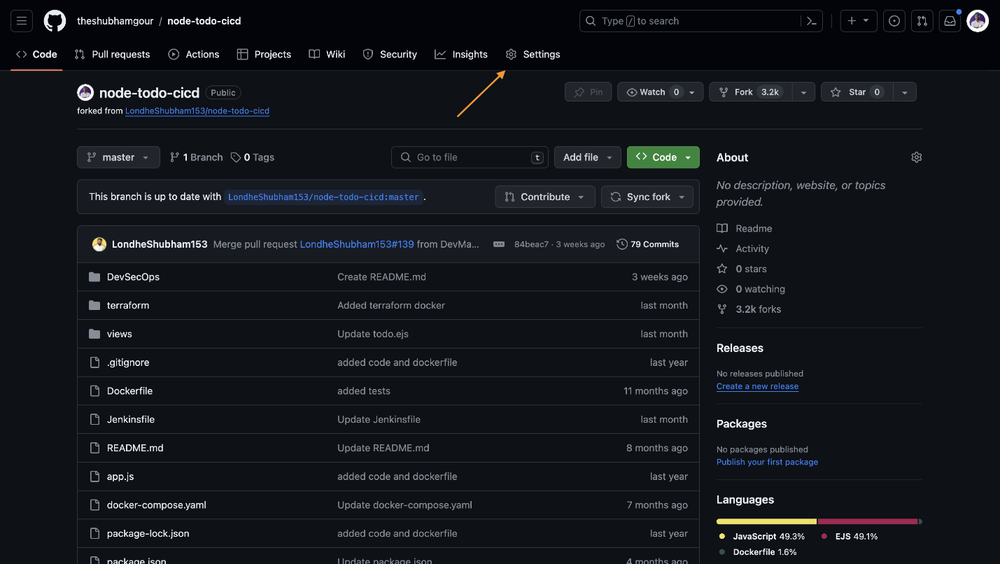 theshubhamgour / node-todo-cicd
Type / to search
Code Pull requests Actions Projects Wiki Security Insights Settings
node-todo-cicd Public
Pin Watch 0 Fork 3.2k Star 0
forked from LondheShubham153/node-todo-cicd
master 1 Branch 0 Tags Go to file t Add file Code
This branch is up to date with LondheShubham153/node-todo-cicd:master . Contribute Sync fork
LondheShubham153 Merge pull request LondheShubham153#139 from DevMa... 84beac7 · 3 weeks ago 79 Commits
DevSecOps Create README.md 3 weeks ago
terraform Added terraform docker last month
views Update todo.ejs last month
.gitignore added code and dockerfile last year
Dockerfile added tests 11 months ago
Jenkinsfile Update Jenkinsfile last month
README.md Update README.md 8 months ago
app.js added code and dockerfile last year
docker-compose.yaml Update docker-compose.yaml 7 months ago
package-lock.json added code and dockerfile last year
package.json Update package.json 4 months ago
About
No description, website, or topics
provided.
Readme
Activity
0 stars
0 watching
3.2k forks
Releases
No releases published
Create a new release
Packages
No packages published
Publish your first package
Languages
JavaScript 49.3% EJS 49.1%
Dockerfile 1.6%